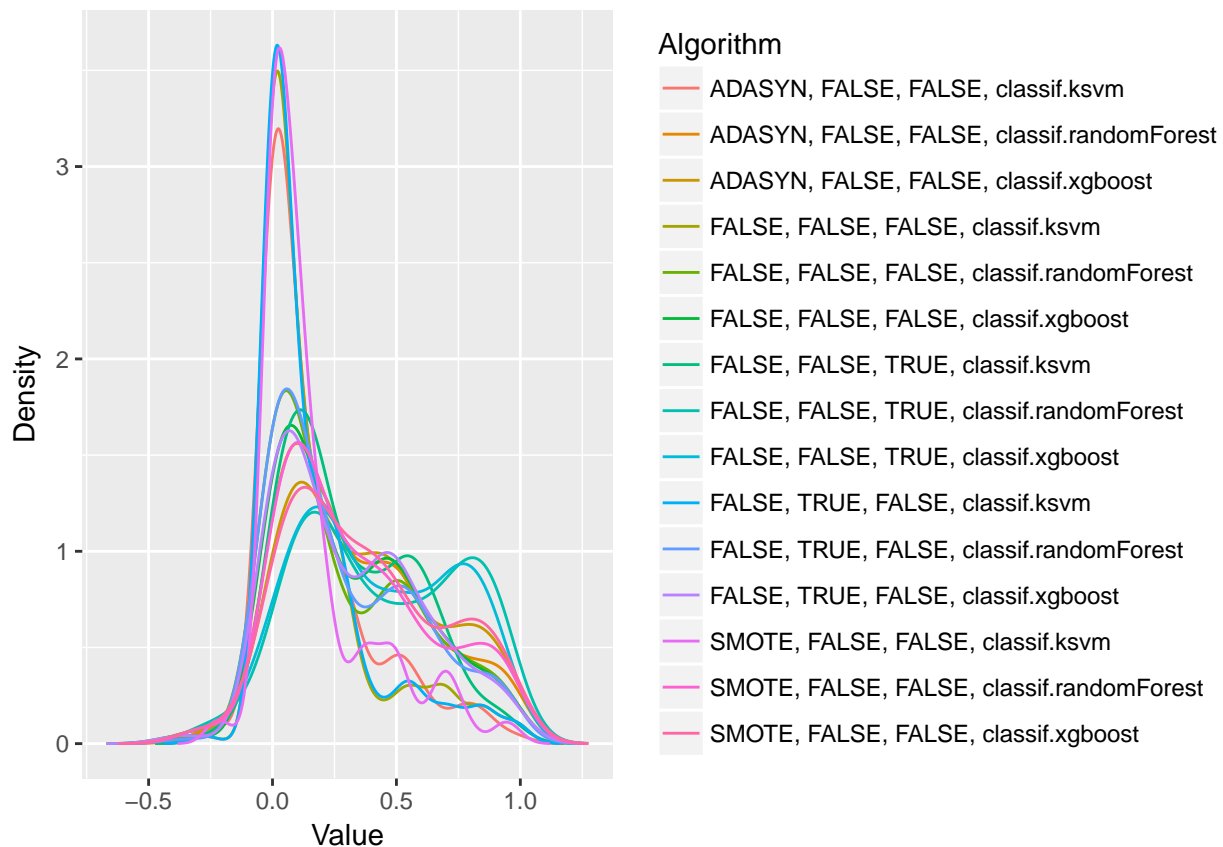 3
2
1
0
Density
−0.5
0.0
0.5
1.0
Value
Algorithm
ADASYN, FALSE, FALSE, classif.ksvm
ADASYN, FALSE, FALSE, classif.randomForest
ADASYN, FALSE, FALSE, classif.xgboost
FALSE, FALSE, FALSE, classif.ksvm
FALSE, FALSE, FALSE, classif.randomForest
FALSE, FALSE, FALSE, classif.xgboost
FALSE, FALSE, TRUE, classif.ksvm
FALSE, FALSE, TRUE, classif.randomForest
FALSE, FALSE, TRUE, classif.xgboost
FALSE, TRUE, FALSE, classif.ksvm
FALSE, TRUE, FALSE, classif.randomForest
FALSE, TRUE, FALSE, classif.xgboost
SMOTE, FALSE, FALSE, classif.ksvm
SMOTE, FALSE, FALSE, classif.randomForest
SMOTE, FALSE, FALSE, classif.xgboost